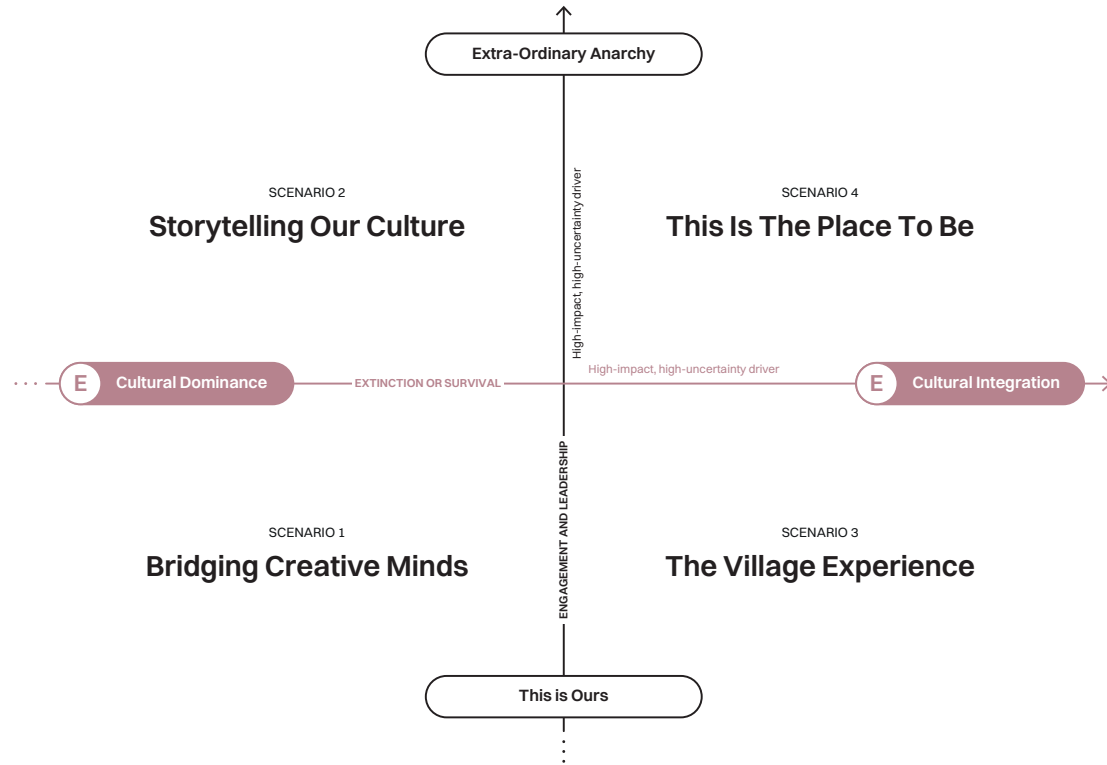 Extra-Ordinary Anarchy
SCENARIO 2
Storytelling Our Culture
High-impact, high-uncertainty driver
SCENARIO 4
This Is The Place To Be
E
Cultural Dominance
EXTINCTION OR SURVIVAL
High-impact, high-uncertainty driver
E
Cultural Integration
ENGAGEMENT AND LEADERSHIP
SCENARIO 1
Bridging Creative Minds
SCENARIO 3
The Village Experience
This is Ours